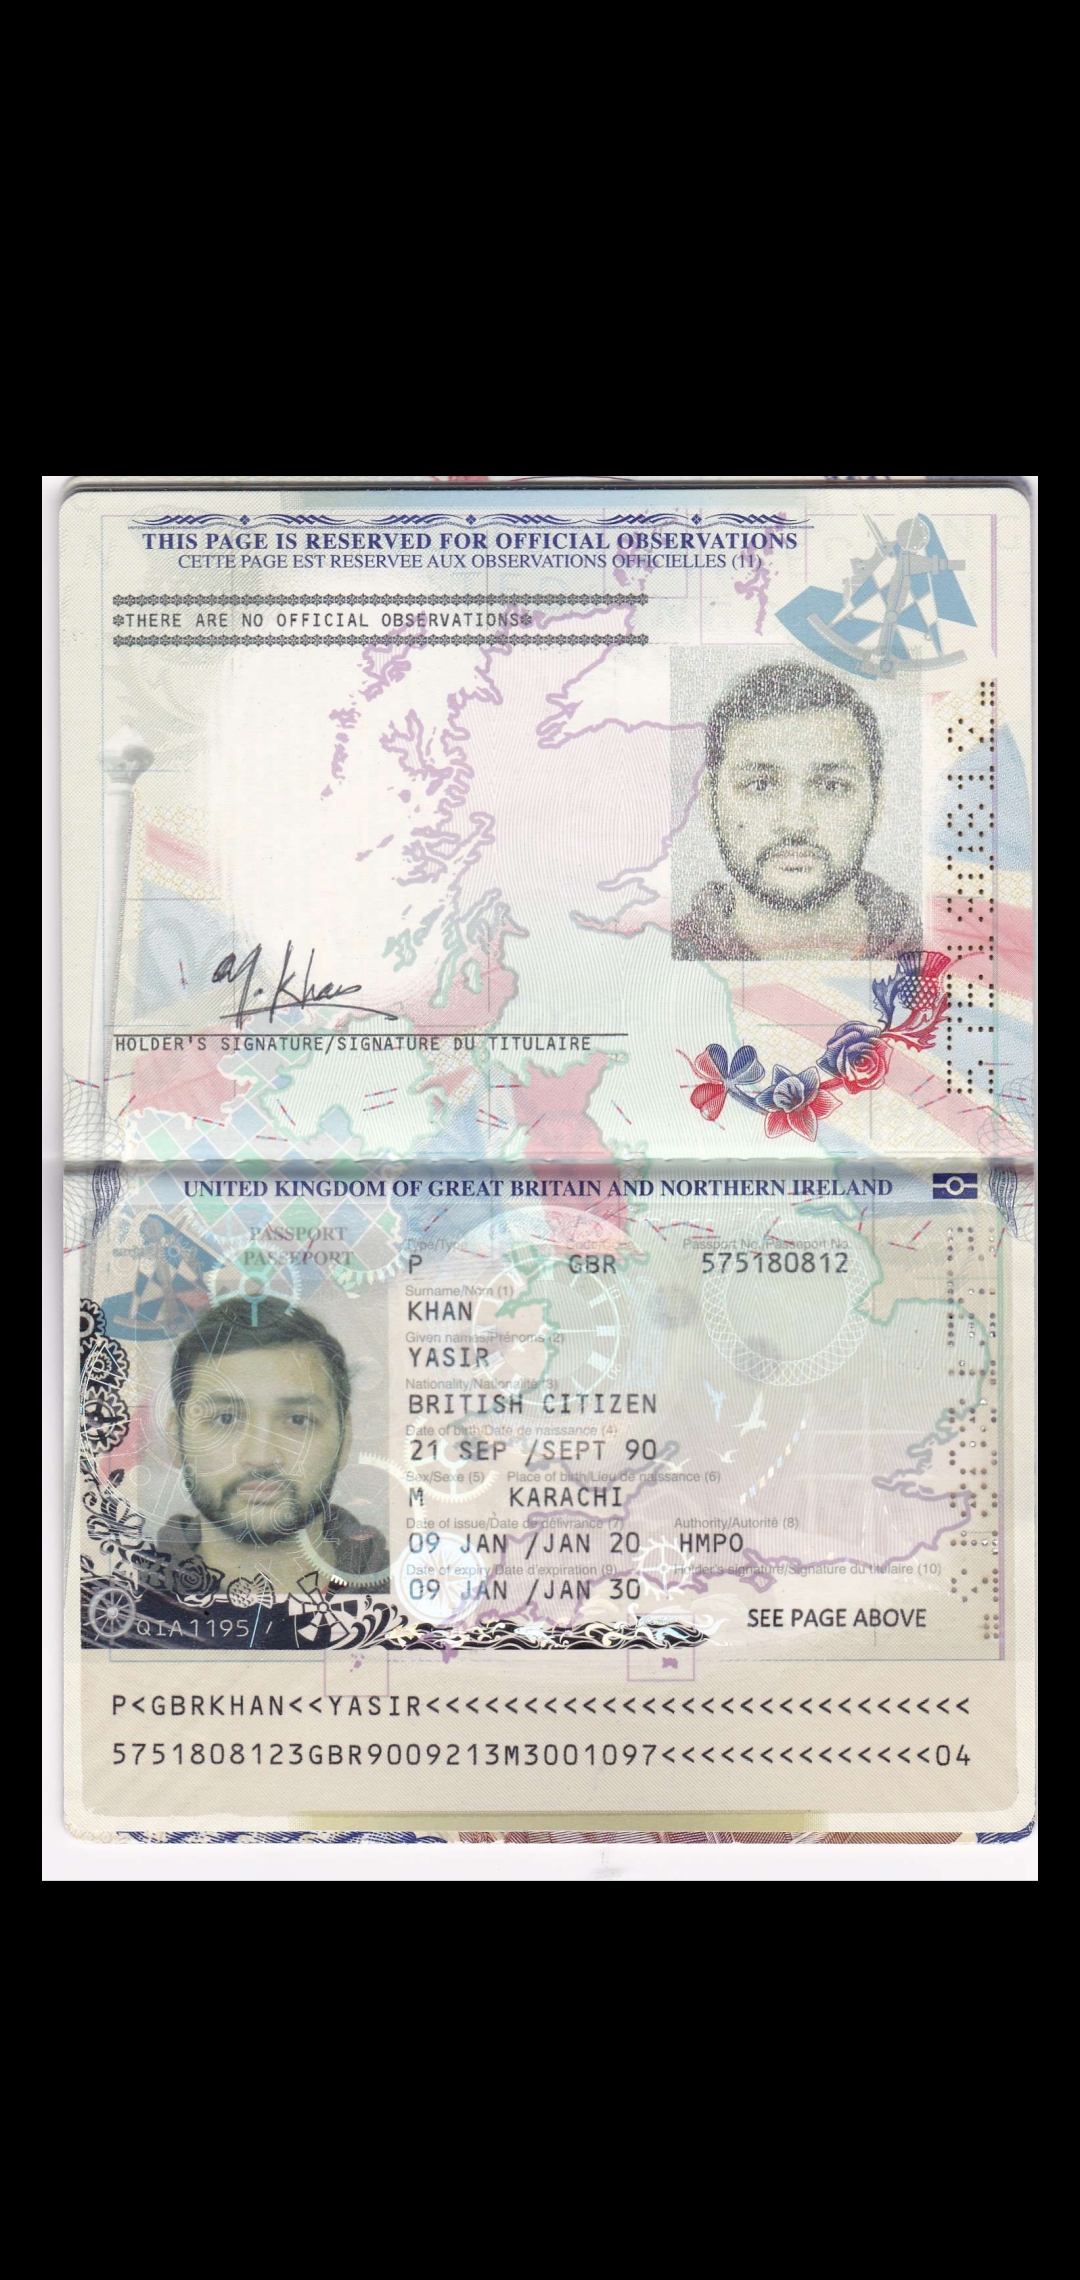 THIS PAGE IS RESERVED FOR OFFICIAL OBSERVATIONS
CETTE PAGE EST RESERVEE AUX OBSERVATIONS OFFICIELLES (11)
*THERE ARE NO OFFICIAL OBSERVATIONS*
y. Khan
HOLDER'S SIGNATURE/SIGNATURE DU TITULAIRE
UNITED KINGDOM OF GREAT BRITAIN AND NORTHERN IRELAND
PASSPORT
PASSEPORT
Type/Type Passport No./Passeport No.
P GBR 575180812
Surname/Nom (1)
KHAN
Given names/Prénoms (2)
YASIR
Nationality/Nationalité (3)
BRITISH CITIZEN
Date of birth/Date de naissance (4)
21 SEP /SEPT 90
Sex/Sexe (5) Place of birth/Lieu de naissance (6)
M KARACHI
Date of issue/Date de délivrance (7) Authority/Autorité (8)
09 JAN /JAN 20 HMPO
Date of expiry/Date d'expiration (9) Holder's signature/Signature du titulaire (10)
09 JAN /JAN 30
SEE PAGE ABOVE
P<GBRKHAN<<YASIR<<<<<<<<<<<<<<<<<<<<<<<<<<<<
5751808123GBR9009213M3001097<<<<<<<<<<<<<<04